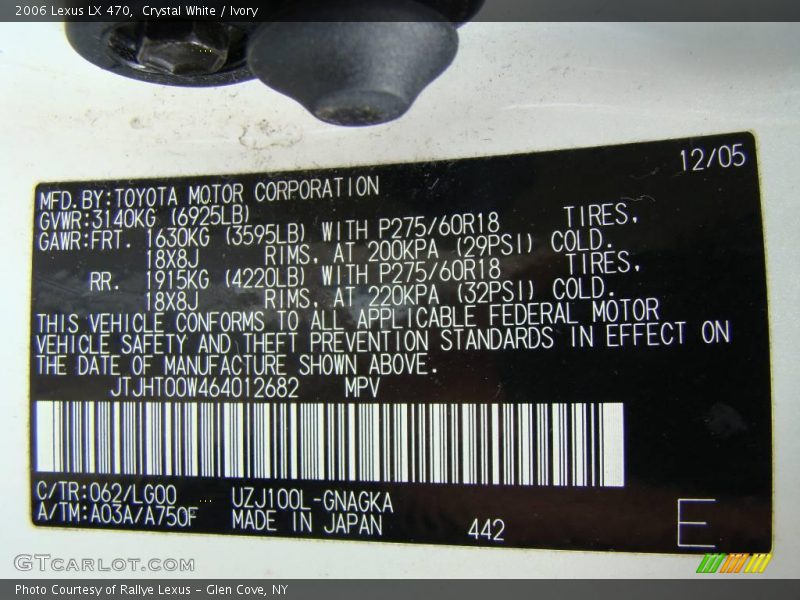 2006 Lexus LX 470, Crystal White / Ivory
12/05
MFD.BY:TOYOTA MOTOR CORPORATION
GVWR:3140KG (6925LB)
GAWR:FRT. 1630KG (3595LB) WITH P275/60R18 TIRES,
18X8J RIMS, AT 200KPA (29PSI) COLD.
RR. 1915KG (4220LB) WITH P275/60R18 TIRES,
18X8J RIMS, AT 220KPA (32PSI) COLD.
THIS VEHICLE CONFORMS TO ALL APPLICABLE FEDERAL MOTOR
VEHICLE SAFETY AND THEFT PREVENTION STANDARDS IN EFFECT ON
THE DATE OF MANUFACTURE SHOWN ABOVE.
JTJHT00W464012682 MPV
C/TR:062/LG00 UZJ100L-GNAGKA
A/TM:A03A/A750F MADE IN JAPAN 442 E
GTCARLOT.COM
Photo Courtesy of Rallye Lexus - Glen Cove, NY